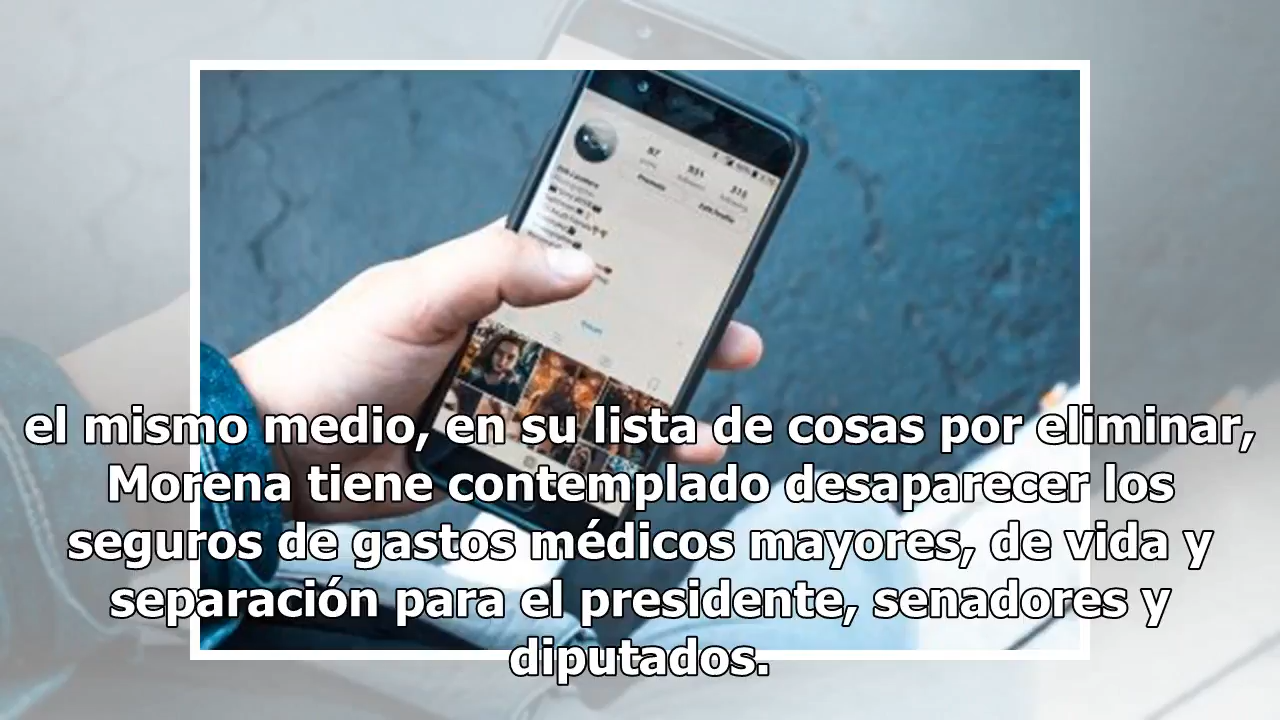 87
el mismo medio, en su lista de cosas por eliminar,
Morena tiene contemplado desaparecer los
seguros de gastos médicos mayores, de vida y
separación para el presidente, senadores y
diputados.